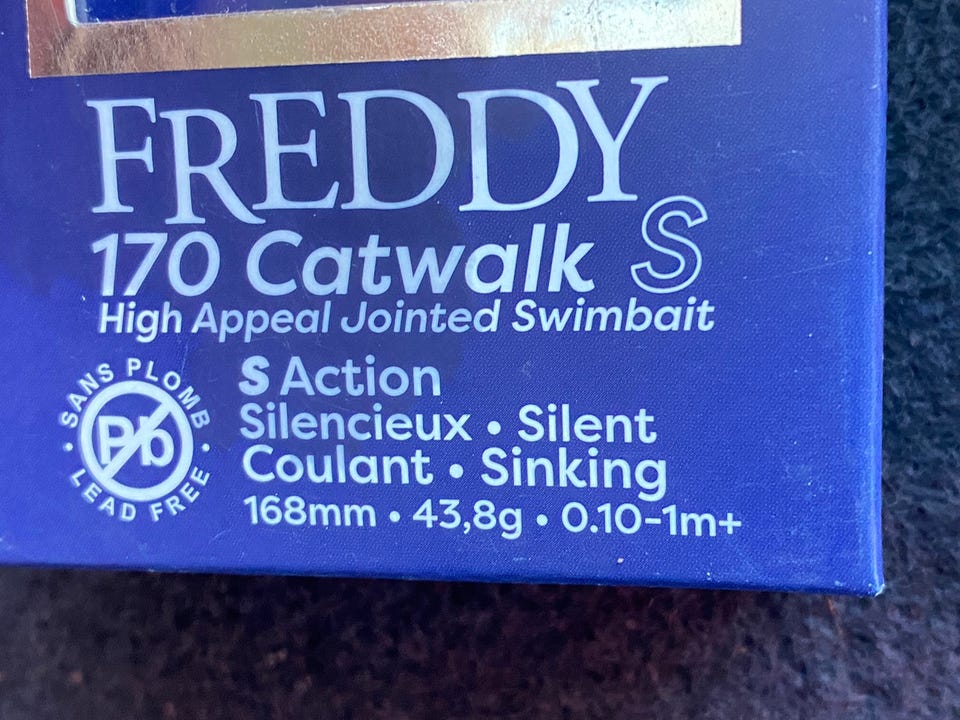 FREDDY
170 Catwalk S
High Appeal Jointed Swimbait
SANS PLOMB
Pb
• LEAD FREE •
S Action
Silencieux • Silent
Coulant • Sinking
168mm • 43,8g • 0.10-1m+